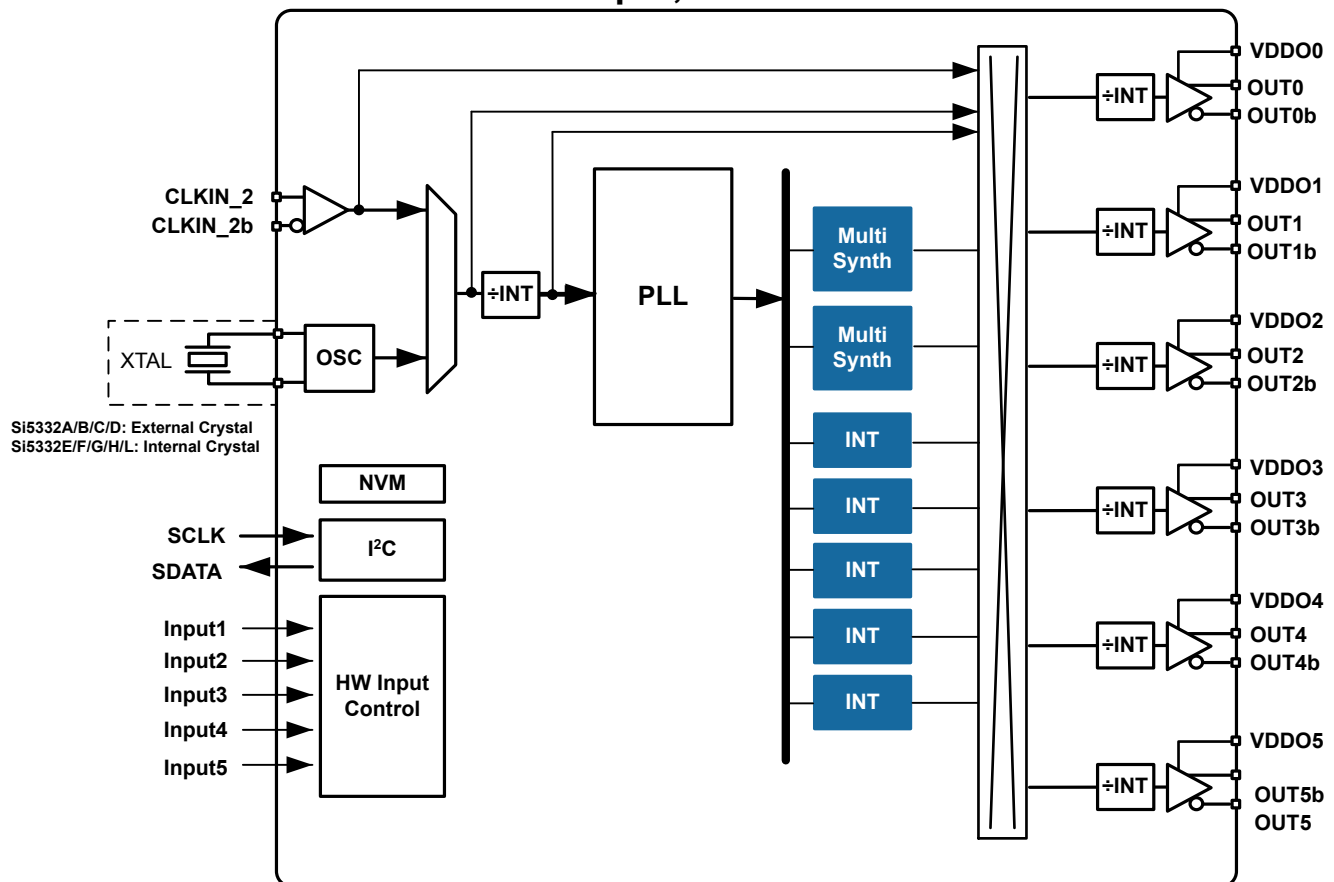 VDDO0
OUT0
OUT0b
÷INT
CLKIN_2
CLKIN_2b
÷INT
PLL
Multi
Synth
Multi
Synth
INT
INT
INT
INT
INT
XTAL
OSC
Si5332A/B/C/D: External Crystal
Si5332E/F/G/H/L: Internal Crystal
NVM
SCLK
SDATA
I²C
Input1
Input2
Input3
Input4
Input5
HW Input
Control
VDDO1
OUT1
OUT1b
÷INT
VDDO2
OUT2
OUT2b
÷INT
VDDO3
OUT3
OUT3b
÷INT
VDDO4
OUT4
OUT4b
÷INT
VDDO5
÷INT
OUT5b
OUT5